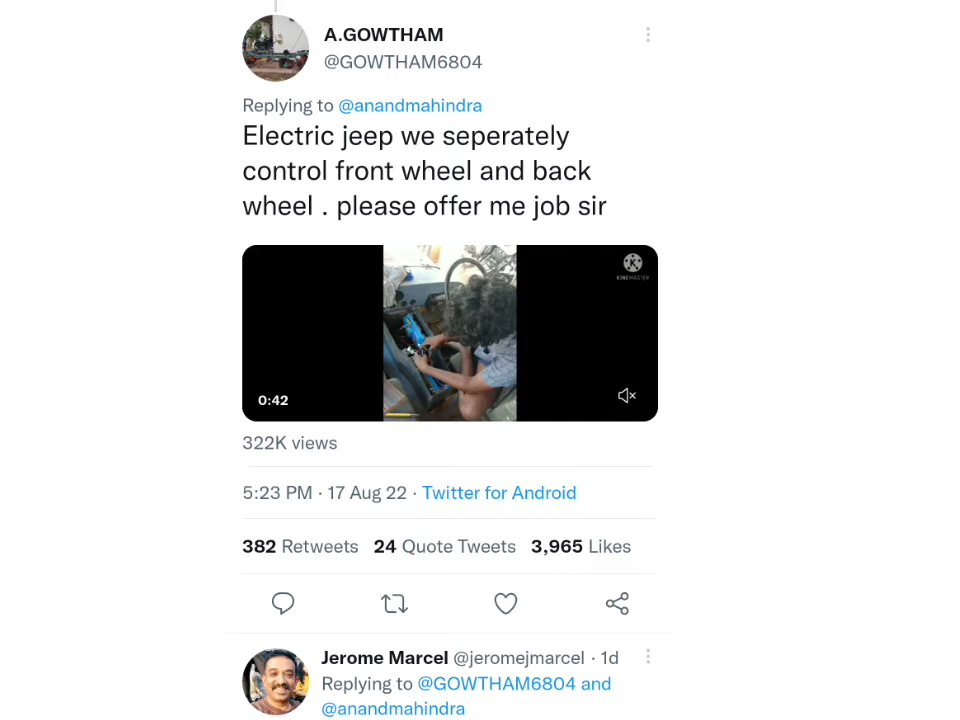 A.GOWTHAM
@GOWTHAM6804
Replying to @anandmahindra
Electric jeep we seperately
control front wheel and back
wheel . please offer me job sir
K
KINEMASTER
0:42
322K views
5:23 PM · 17 Aug 22 · Twitter for Android
382 Retweets 24 Quote Tweets 3,965 Likes
Jerome Marcel @jeromejmarcel · 1d
Replying to @GOWTHAM6804 and
@anandmahindra